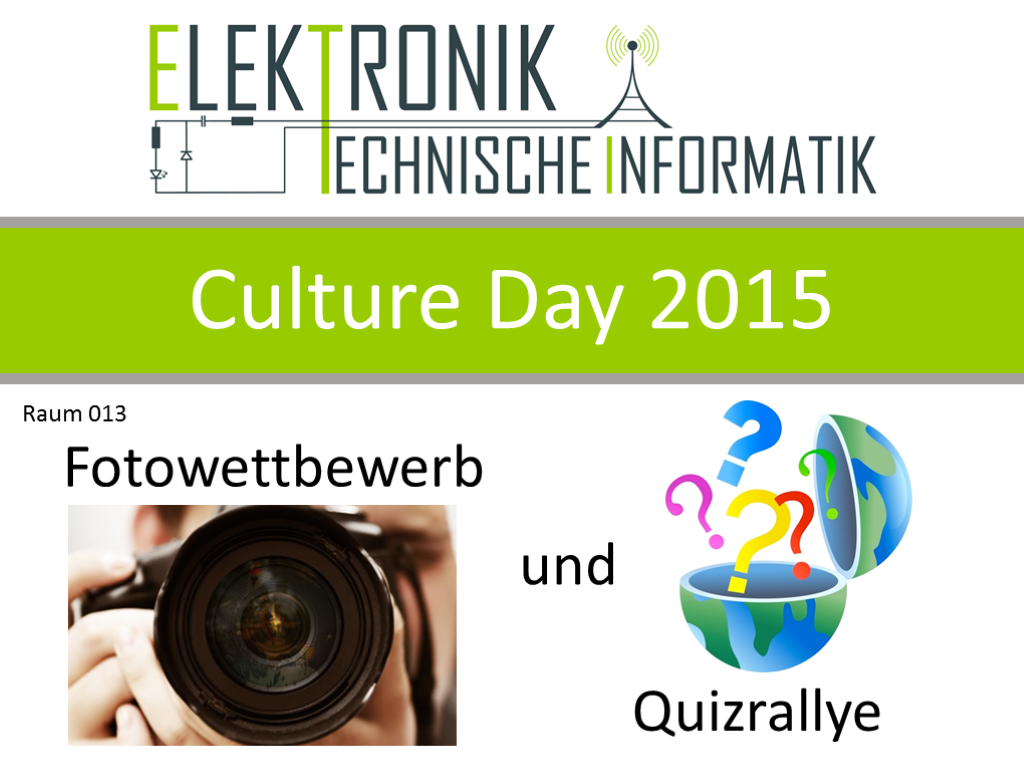 ELEKTRONIK
TECHNISCHE INFORMATIK
Culture Day 2015
Raum 013
Fotowettbewerb
und
Quizrallye